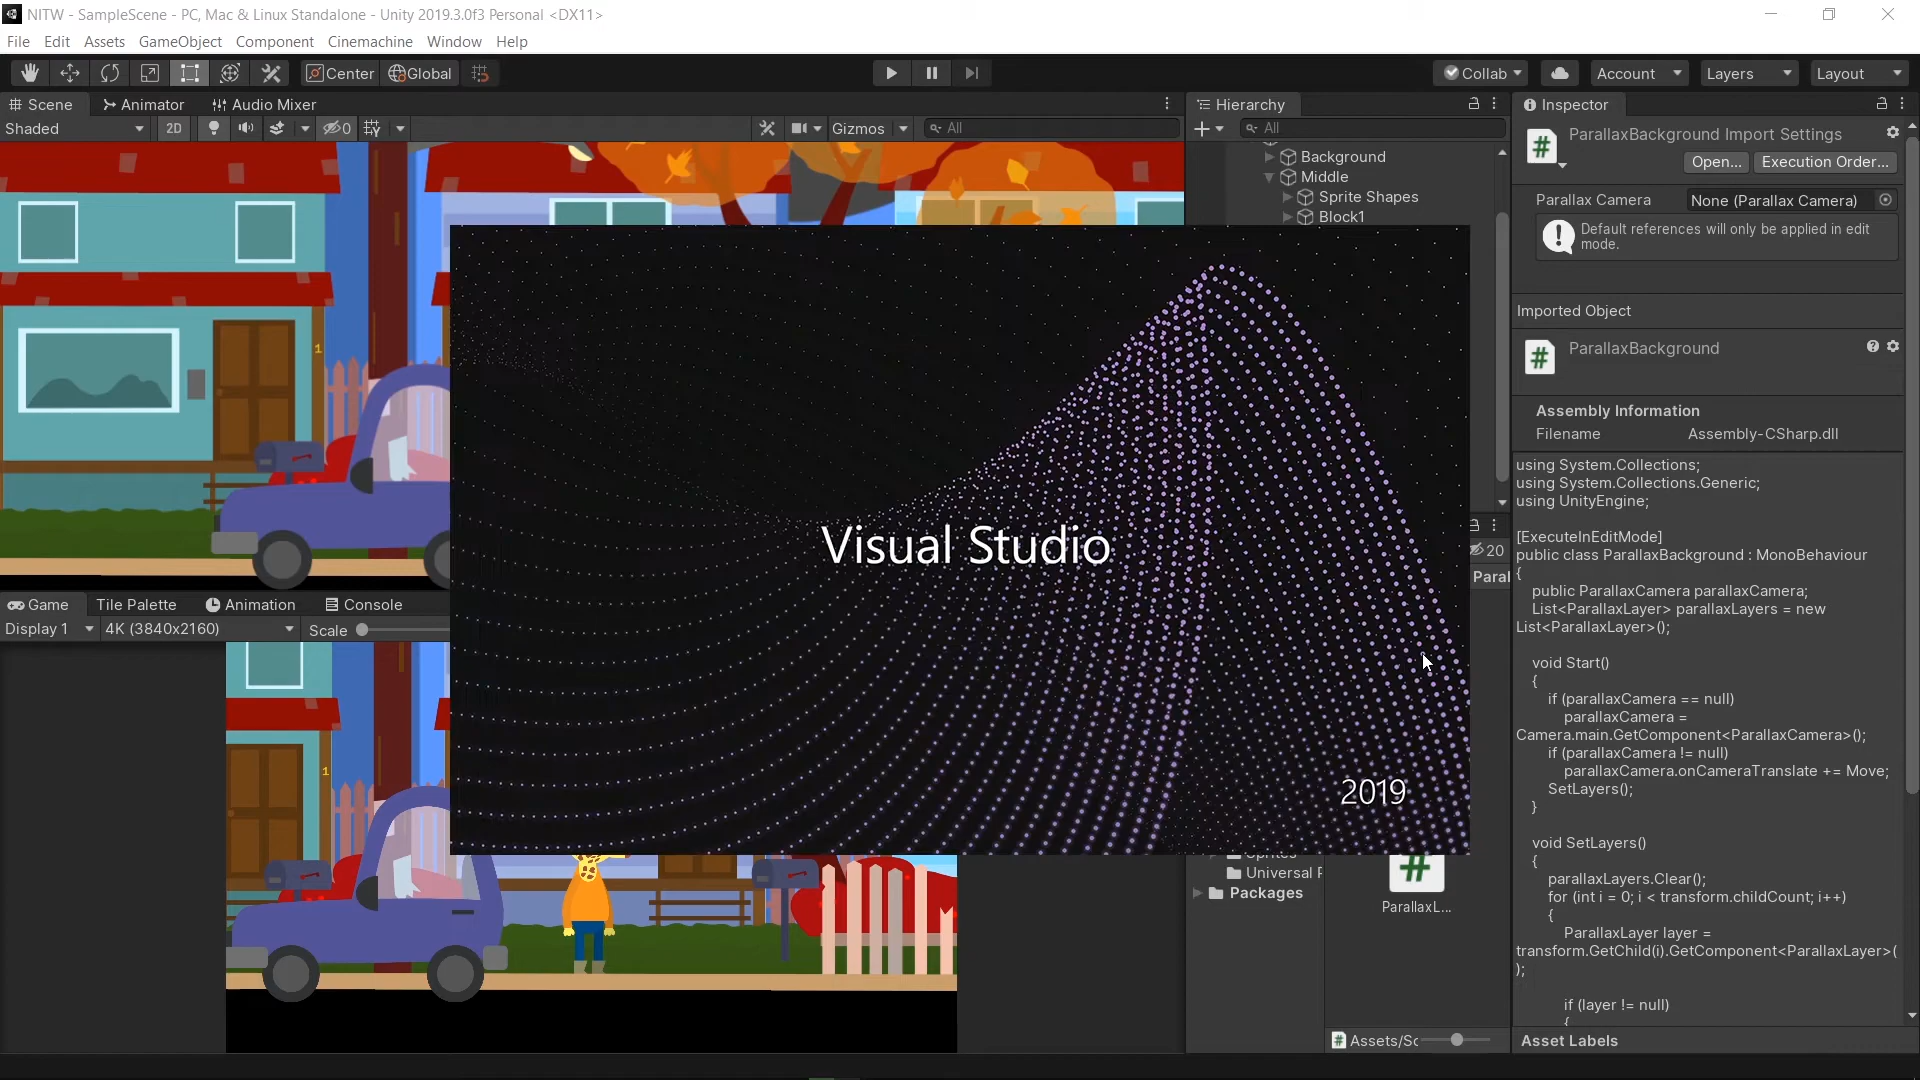 NITW - SampleScene - PC, Mac & Linux Standalone - Unity 2019.3.0f3 Personal <DX11>
File Edit Assets GameObject Component Cinemachine Window Help
Center Global Collab Account Layers Layout
Scene Animator Audio Mixer
Shaded 2D 0 Gizmos All
Hierarchy
All
Background
Middle
Sprite Shapes
Block1
20
Paral
Inspector
ParallaxBackground Import Settings
Open... Execution Order...
Parallax Camera None (Parallax Camera)
Default references will only be applied in edit
mode.
Imported Object
ParallaxBackground
Assembly Information
Filename Assembly-CSharp.dll
using System.Collections;
using System.Collections.Generic;
using UnityEngine;
[ExecuteInEditMode]
public class ParallaxBackground : MonoBehaviour
{
public ParallaxCamera parallaxCamera;
List<ParallaxLayer> parallaxLayers = new
List<ParallaxLayer>();
void Start()
{
if (parallaxCamera == null)
parallaxCamera =
Camera.main.GetComponent<ParallaxCamera>();
if (parallaxCamera != null)
parallaxCamera.onCameraTranslate += Move;
SetLayers();
}
void SetLayers()
{
parallaxLayers.Clear();
for (int i = 0; i < transform.childCount; i++)
{
ParallaxLayer layer =
transform.GetChild(i).GetComponent<ParallaxLayer>(
);
if (layer != null)
{
Asset Labels
1
Visual Studio
2019
Game Tile Palette Animation Console
Display 1 4K (3840x2160) Scale
1
Sprites
Universal F
Packages
ParallaxL...
Assets/Sc